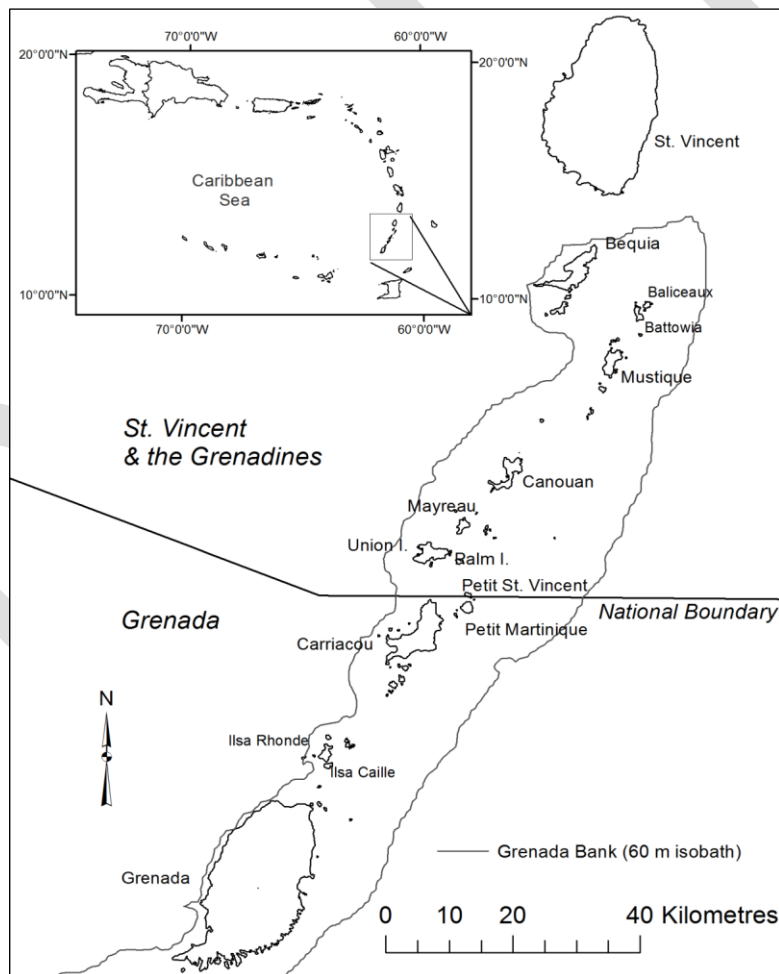 70°0'0"W
60°0'0"W
20°0'0"N
20°0'0"N
Caribbean
Sea
10°0'0"N
10°0'0"N
70°0'0"W
60°0'0"W
St. Vincent
Bequia
Baliceaux
Battowia
Mustique
St. Vincent
& the Grenadines
Canouan
Mayreau
Union I.
Palm I.
Petit St. Vincent
National Boundary
Grenada
Petit Martinique
Carriacou
N
Ilsa Rhonde
Ilsa Caille
Grenada Bank (60 m isobath)
Grenada
0 10 20 40 Kilometres